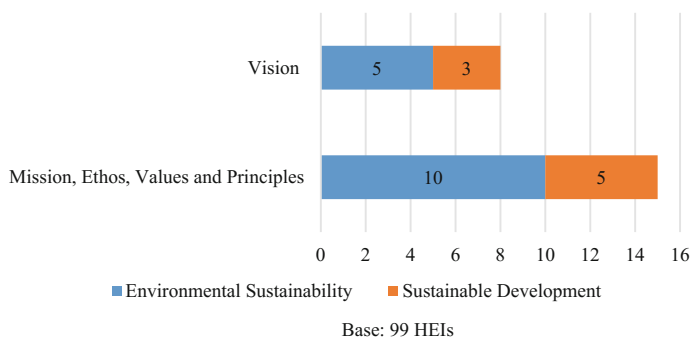 Vision
5 3
Mission, Ethos, Values and Principles
10 5
0 2 4 6 8 10 12 14 16
Environmental Sustainability Sustainable Development
Base: 99 HEIs